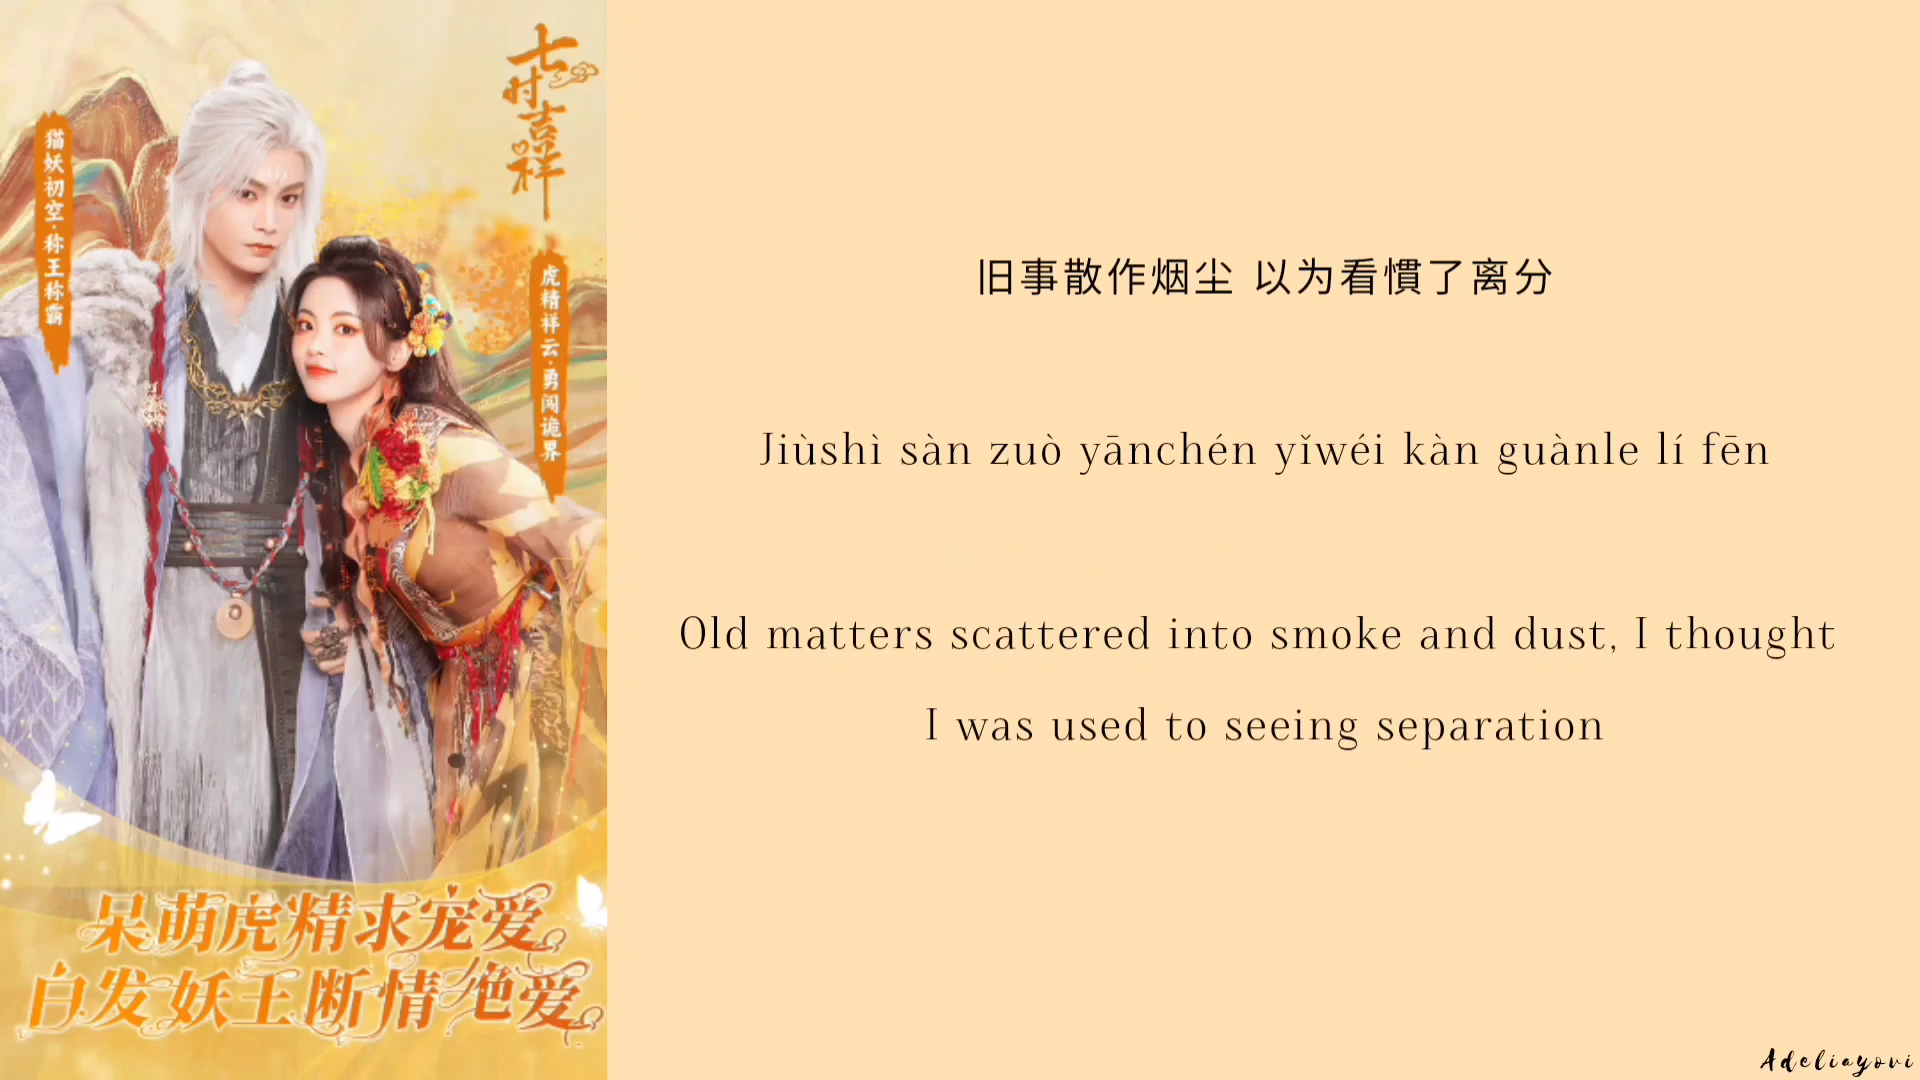 七时吉祥
猫妖初空·称王称霸
虎精祥云·勇闯诡界
呆萌虎精求宠爱
白发妖王断情绝爱
旧事散作烟尘 以为看慣了离分
Jiùshì sàn zuò yānchén yǐwéi kàn guànle lí fēn
Old matters scattered into smoke and dust, I thought
I was used to seeing separation
Adeliayovi